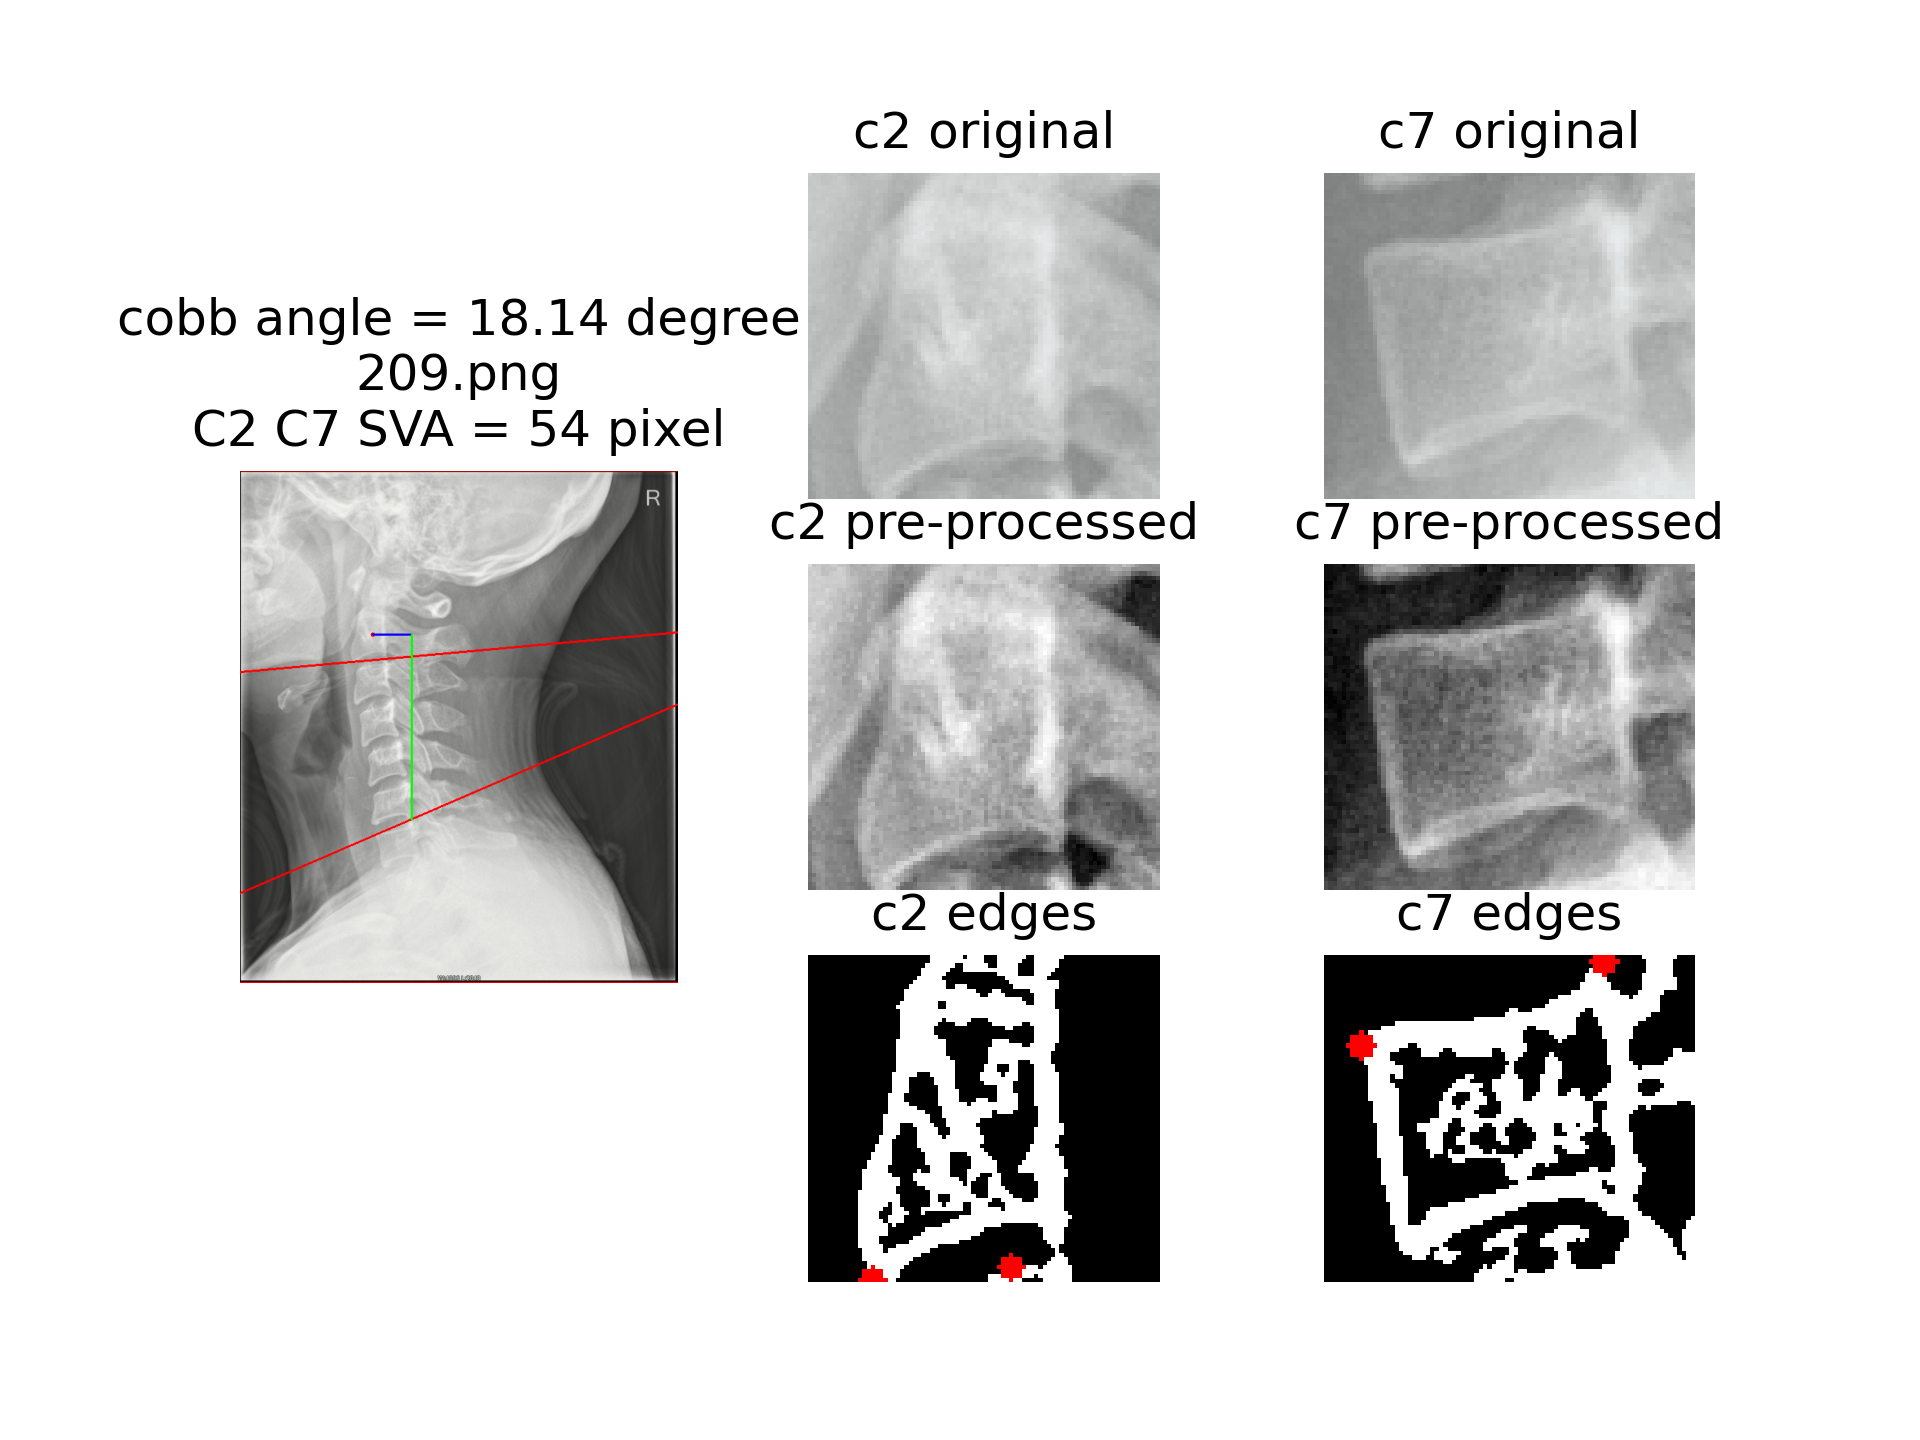 cobb angle = 18.14 degree
209.png
C2 C7 SVA = 54 pixel
R
c2 original
c7 original
c2 pre-processed
c7 pre-processed
c2 edges
c7 edges